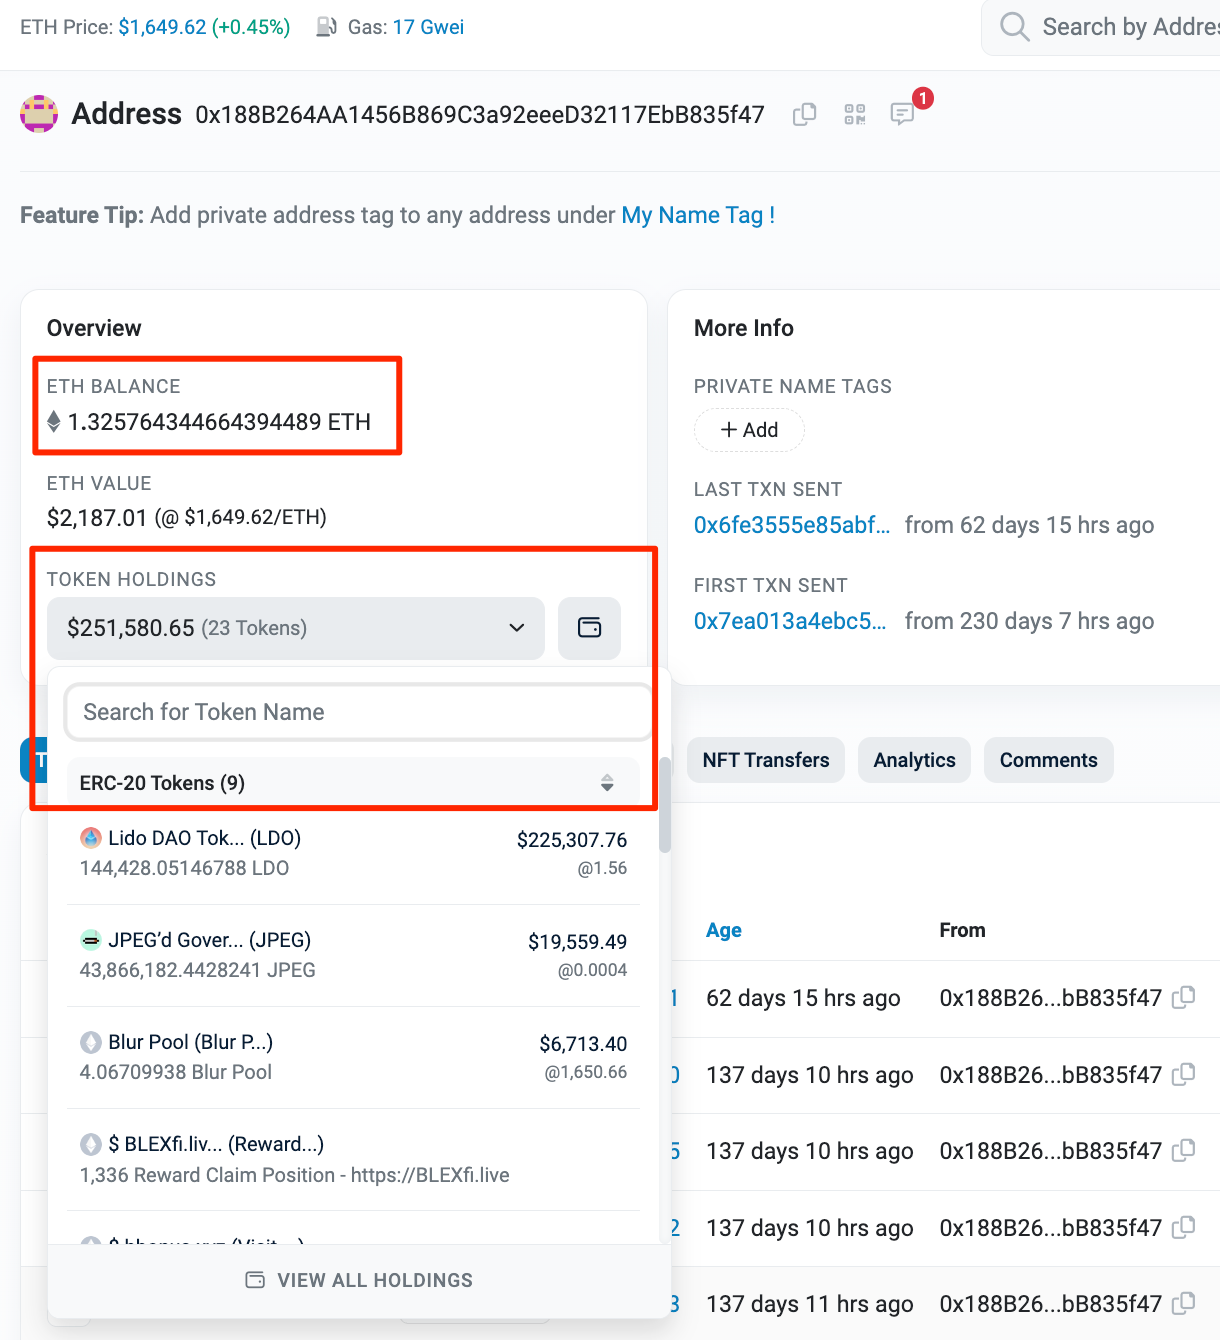 ETH Price: $1,649.62 (+0.45%) Gas: 17 Gwei
Search by Addres
Address 0x188B264AA1456B869C3a92eeeD32117EbB835f47
1
Feature Tip: Add private address tag to any address under My Name Tag !
Overview
ETH BALANCE
1.325764344664394489 ETH
ETH VALUE
$2,187.01 (@ $1,649.62/ETH)
TOKEN HOLDINGS
$251,580.65 (23 Tokens)
Search for Token Name
ERC-20 Tokens (9)
Lido DAO Tok... (LDO) $225,307.76
144,428.05146788 LDO @1.56
JPEG’d Gover... (JPEG) $19,559.49
43,866,182.4428241 JPEG @0.0004
Blur Pool (Blur P...) $6,713.40
4.06709938 Blur Pool @1,650.66
$ BLEXfi.liv... (Reward...)
1,336 Reward Claim Position - https://BLEXfi.live
VIEW ALL HOLDINGS
More Info
PRIVATE NAME TAGS
+ Add
LAST TXN SENT
0x6fe3555e85abf... from 62 days 15 hrs ago
FIRST TXN SENT
0x7ea013a4ebc5... from 230 days 7 hrs ago
NFT Transfers Analytics Comments
Age From
1 62 days 15 hrs ago 0x188B26...bB835f47
0 137 days 10 hrs ago 0x188B26...bB835f47
5 137 days 10 hrs ago 0x188B26...bB835f47
2 137 days 10 hrs ago 0x188B26...bB835f47
3 137 days 11 hrs ago 0x188B26...bB835f47